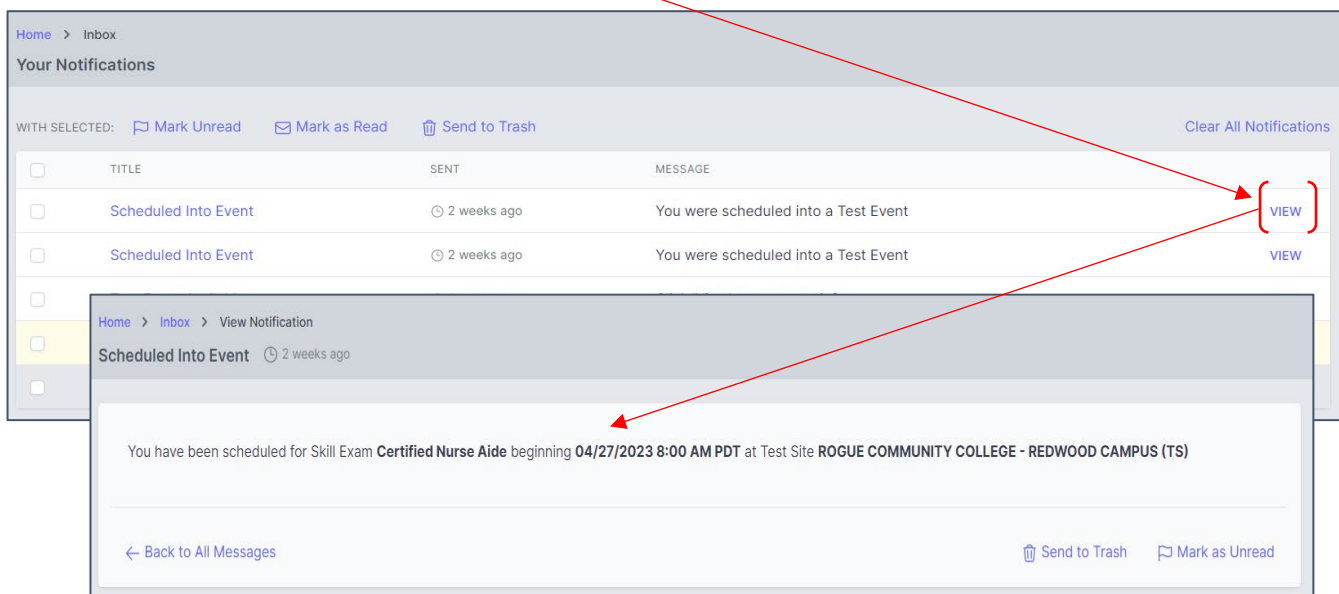 Home > Inbox
Your Notifications
WITH SELECTED: Mark Unread Mark as Read Send to Trash Clear All Notifications
TITLE SENT MESSAGE
Scheduled Into Event 2 weeks ago You were scheduled into a Test Event VIEW
Scheduled Into Event 2 weeks ago You were scheduled into a Test Event VIEW
Home > Inbox > View Notification
Scheduled Into Event 2 weeks ago
You have been scheduled for Skill Exam Certified Nurse Aide beginning 04/27/2023 8:00 AM PDT at Test Site ROGUE COMMUNITY COLLEGE - REDWOOD CAMPUS (TS)
← Back to All Messages Send to Trash Mark as Unread